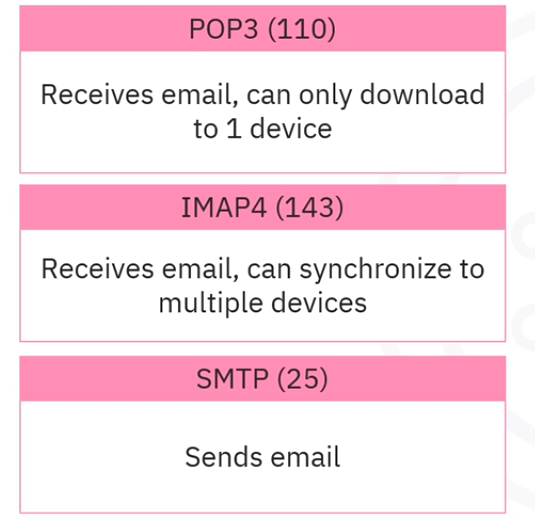 POP3 (110)
Receives email, can only download
to 1 device
IMAP4 (143)
Receives email, can synchronize to
multiple devices
SMTP (25)
Sends email